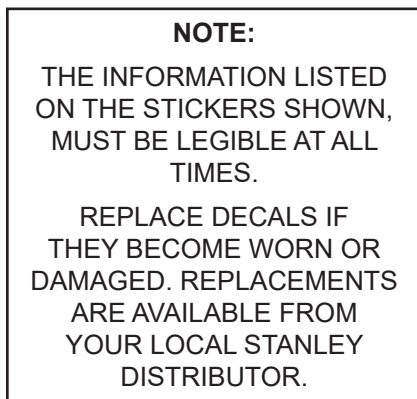 NOTE:
THE INFORMATION LISTED
ON THE STICKERS SHOWN,
MUST BE LEGIBLE AT ALL
TIMES.
REPLACE DECALS IF
THEY BECOME WORN OR
DAMAGED. REPLACEMENTS
ARE AVAILABLE FROM
YOUR LOCAL STANLEY
DISTRIBUTOR.